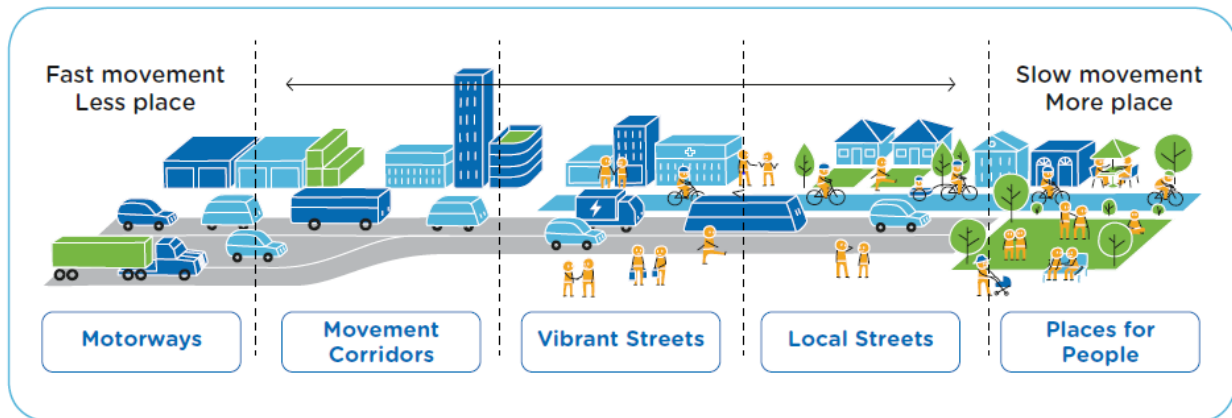 Fast movement
Less place
Slow movement
More place
Motorways
Movement
Corridors
Vibrant Streets
Local Streets
Places for
People